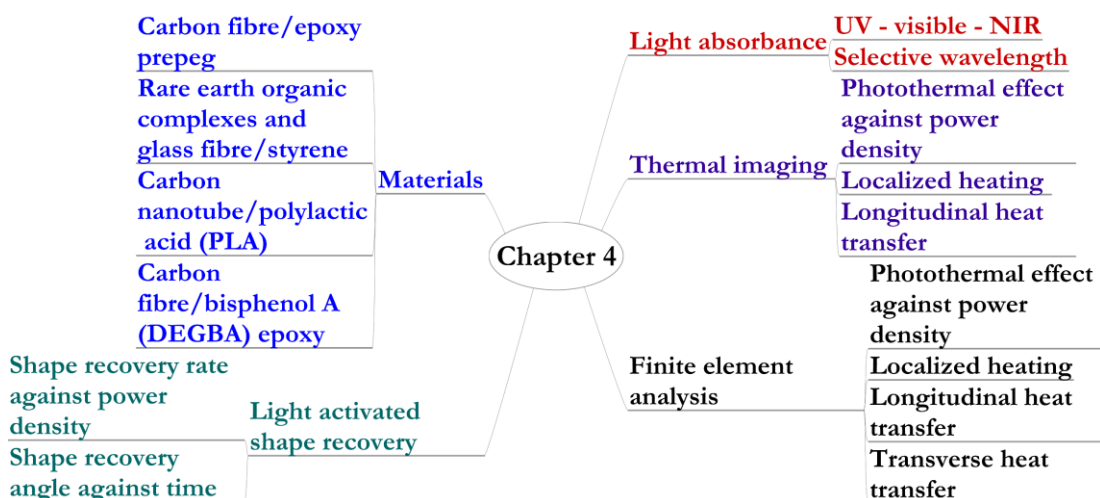 Chapter 4
Materials
Carbon fibre/epoxy
prepeg
Rare earth organic
complexes and
glass fibre/styrene
Carbon
nanotube/polylactic
acid (PLA)
Carbon
fibre/bisphenol A
(DEGBA) epoxy
Light activated
shape recovery
Shape recovery rate
against power
density
Shape recovery
angle against time
Light absorbance
UV - visible - NIR
Selective wavelength
Thermal imaging
Photothermal effect
against power
density
Localized heating
Longitudinal heat
transfer
Finite element
analysis
Photothermal effect
against power
density
Localized heating
Longitudinal heat
transfer
Transverse heat
transfer